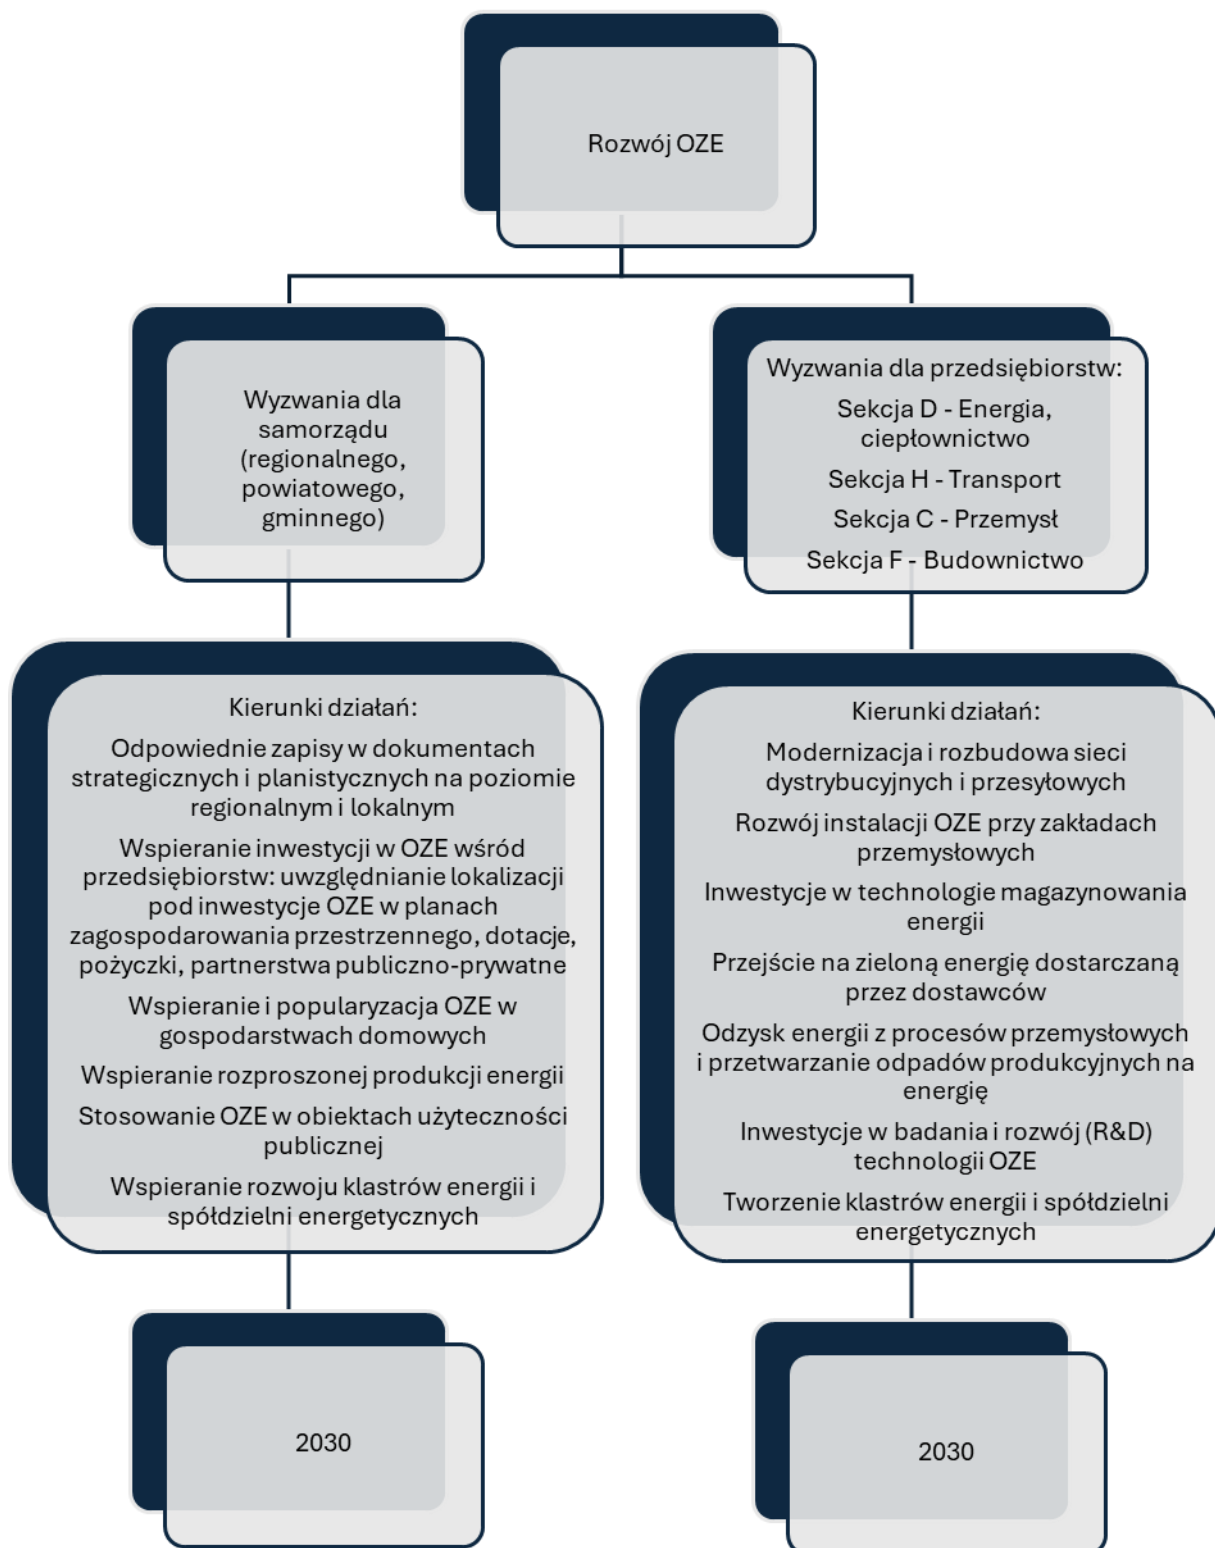 Rozwój OZE
Wyzwania dla
samorządu
(regionalnego,
powiatowego,
gminnego)
Wyzwania dla przedsiębiorstw:
Sekcja D - Energia,
ciepłownictwo
Sekcja H - Transport
Sekcja C - Przemysł
Sekcja F - Budownictwo
Kierunki działań:
Odpowiednie zapisy w dokumentach
strategicznych i planistycznych na poziomie
regionalnym i lokalnym
Wspieranie inwestycji w OZE wśród
przedsiębiorstw: uwzględnianie lokalizacji
pod inwestycje OZE w planach
zagospodarowania przestrzennego, dotacje,
pożyczki, partnerstwa publiczno-prywatne
Wspieranie i popularyzacja OZE w
gospodarstwach domowych
Wspieranie rozproszonej produkcji energii
Stosowanie OZE w obiektach użyteczności
publicznej
Wspieranie rozwoju klastrów energii i
spółdzielni energetycznych
Kierunki działań:
Modernizacja i rozbudowa sieci
dystrybucyjnych i przesyłowych
Rozwój instalacji OZE przy zakładach
przemysłowych
Inwestycje w technologie magazynowania
energii
Przejście na zieloną energię dostarczaną
przez dostawców
Odzysk energii z procesów przemysłowych
i przetwarzanie odpadów produkcyjnych na
energię
Inwestycje w badania i rozwój (R&D)
technologii OZE
Tworzenie klastrów energii i spółdzielni
energetycznych
2030
2030